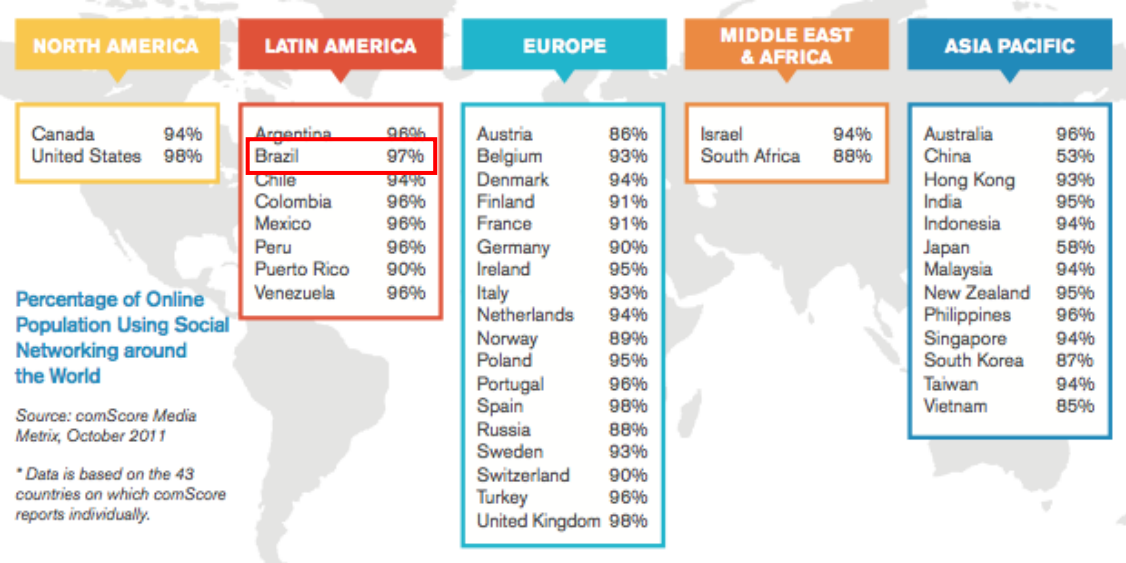 NORTH AMERICA
Canada 94%
United States 98%
LATIN AMERICA
Argentina 96%
Brazil 97%
Chile 94%
Colombia 96%
Mexico 96%
Peru 96%
Puerto Rico 90%
Venezuela 96%
EUROPE
Austria 86%
Belgium 93%
Denmark 94%
Finland 91%
France 91%
Germany 90%
Ireland 95%
Italy 93%
Netherlands 94%
Norway 89%
Poland 95%
Portugal 96%
Spain 98%
Russia 88%
Sweden 93%
Switzerland 90%
Turkey 96%
United Kingdom 98%
MIDDLE EAST
& AFRICA
Israel 94%
South Africa 88%
ASIA PACIFIC
Australia 96%
China 53%
Hong Kong 93%
India 95%
Indonesia 94%
Japan 58%
Malaysia 94%
New Zealand 95%
Philippines 96%
Singapore 94%
South Korea 87%
Taiwan 94%
Vietnam 85%
Percentage of Online
Population Using Social
Networking around
the World
Source: comScore Media
Metrix, October 2011
* Data is based on the 43
countries on which comScore
reports individually.